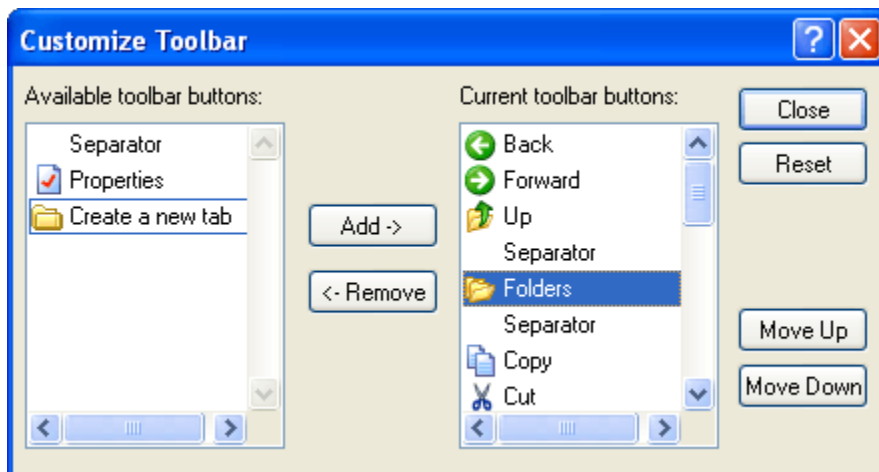 Customize Toolbar
Available toolbar buttons:
Separator
Properties
Create a new tab
Add ->
<- Remove
Current toolbar buttons:
Back
Forward
Up
Separator
Folders
Separator
Copy
Cut
Close
Reset
Move Up
Move Down